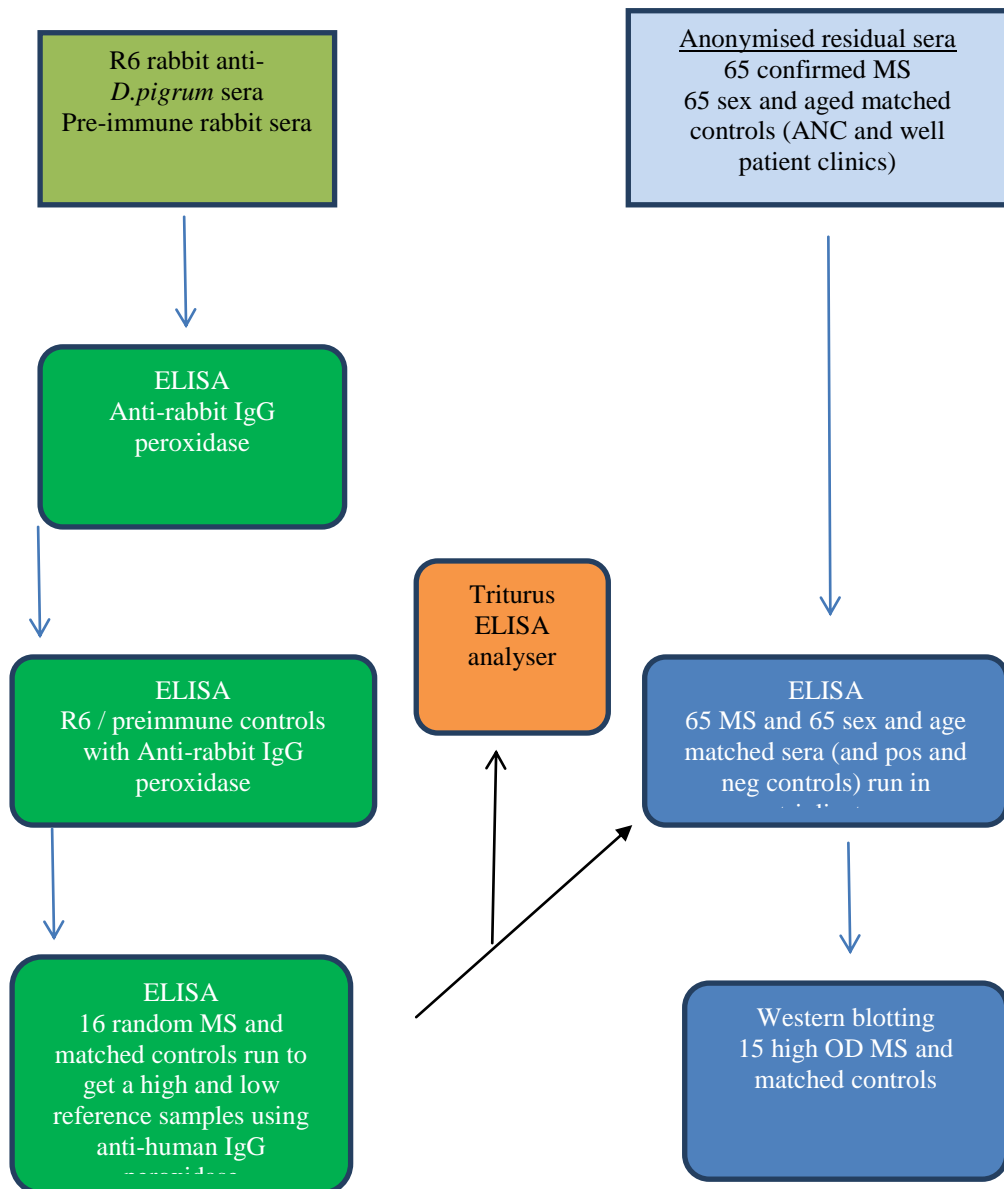 R6 rabbit anti-
D.pigrum sera
Pre-immune rabbit sera
Anonymised residual sera
65 confirmed MS
65 sex and aged matched
controls (ANC and well
patient clinics)
ELISA
Anti-rabbit IgG
peroxidase
Triturus
ELISA
analyser
ELISA
R6 / preimmune controls
with Anti-rabbit IgG
peroxidase
ELISA
65 MS and 65 sex and age
matched sera (and pos and
neg controls) run in
ELISA
16 random MS and
matched controls run to
get a high and low
reference samples using
anti-human IgG
Western blotting
15 high OD MS and
matched controls